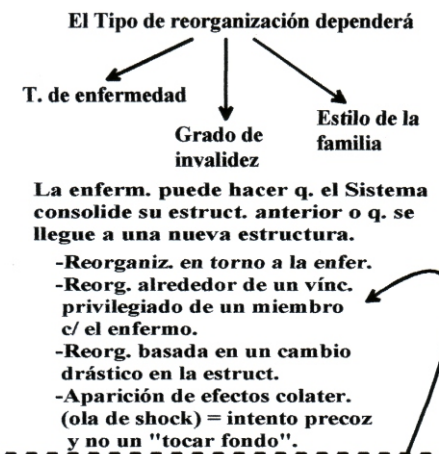 El Tipo de reorganización dependerá
T. de enfermedad
Grado de
invalidez
Estilo de la
familia
La enferm. puede hacer q. el Sistema
consolide su estruct. anterior o q. se
llegue a una nueva estructura.
-Reorganiz. en torno a la enfer.
-Reorg. alrededor de un vínc.
privilegiado de un miembro
c/ el enfermo.
-Reorg. basada en un cambio
drástico en la estruct.
-Aparición de efectos colater.
(ola de shock) = intento precoz
y no un "tocar fondo".